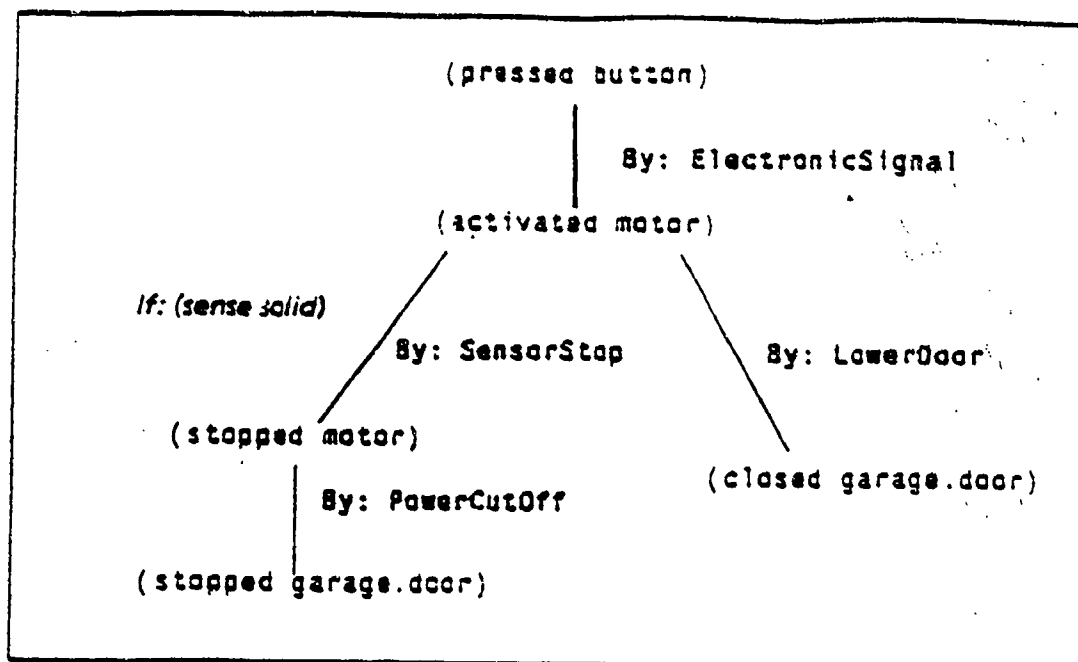 (pressed button)
By: ElectronicSignal
(activated motor)
If: (sense solid)
By: SensorStop
By: LowerDoor
(stopped motor)
(closed garage.door)
By: PowerCutOff
(stopped garage.door)